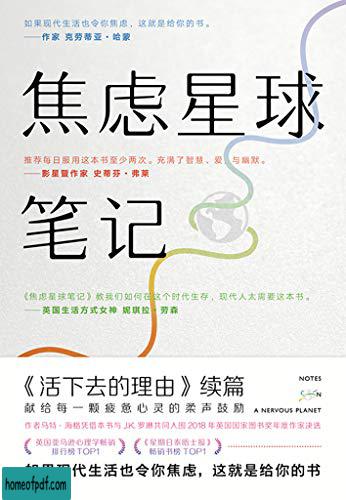 如果现代生活也令你焦虑，这就是给你的书。
——作家 克劳蒂亚·哈蒙
焦虑星球
推荐每日服用这本书至少两次。充满了智慧、爱 与幽默。
——影星暨作家 史蒂芬·弗莱
笔记
《焦虑星球笔记》教我们如何在这个时代生存，现代人太需要这本书。
——英国生活方式女神 妮琪拉·劳森
《活下去的理由》续篇
献给每一颗疲惫心灵的柔声鼓励
NOTES
ON
A NERVOUS PLANET
作者马特·海格凭借本书与J.K.罗琳共同入围2018年英国国家图书奖年度作家决选
英国亚马逊心理学畅销
排行榜TOP1
《星期日泰晤士报》
畅销书榜TOP1
如果现代生活也令你焦虑，这就是给你的书
homeofpdf.com